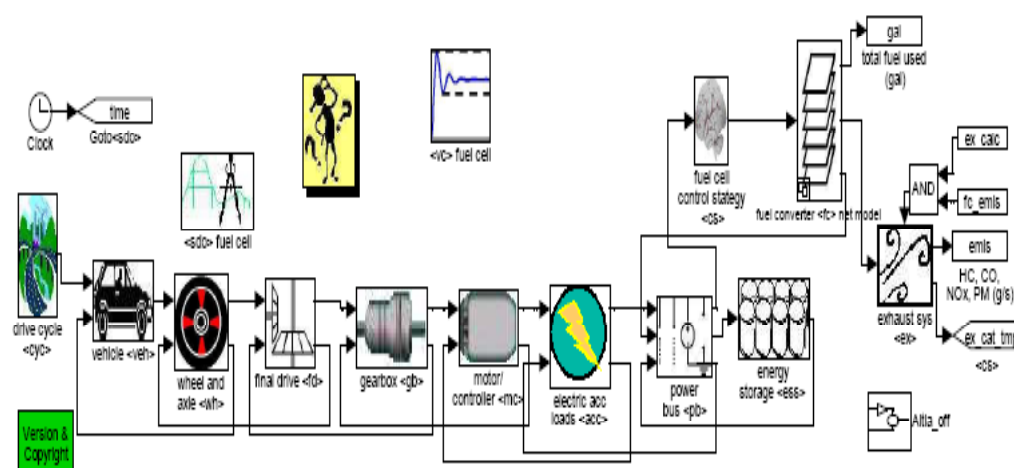 gal
total fuel used
(gal)
time
Goto<sdo>
Clock
<vc> fuel cell
fuel cell
control stategy
<cs>
fuel converter <fc> net model
ex_calc
AND
fc_emis
emis
HC, CO,
NOx, PM (g/s)
<sdo> fuel cell
drive cycle
<cyc>
vehicle <veh>
wheel and
axle <wh>
final drive <fd>
gearbox <gb>
motor/
controller <mc>
electric acc
loads <acc>
power
bus <pb>
energy
storage <ess>
exhaust sys
<ex>
ex_cat_tmp
<cs>
Version &
Copyright
Altia_off